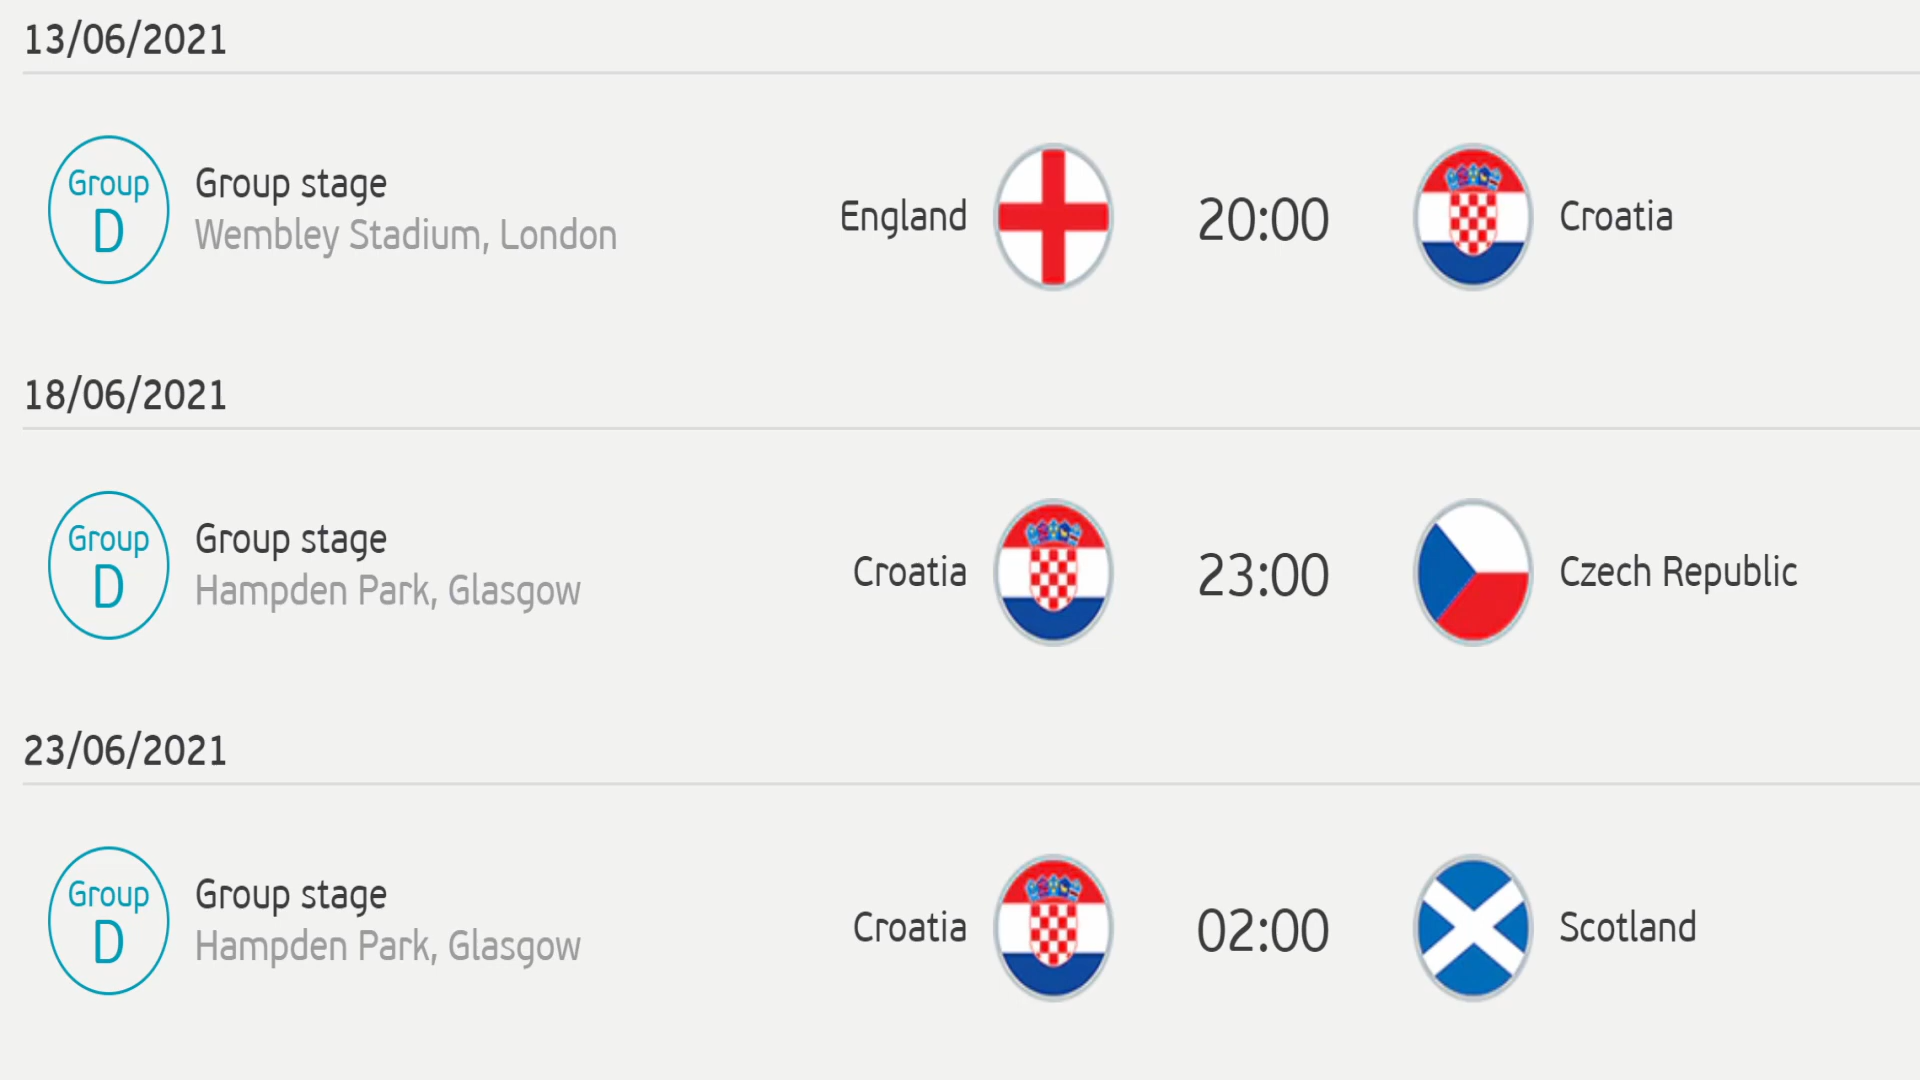 13/06/2021
Group
D
Group stage
Wembley Stadium, London
England
20:00
Croatia
18/06/2021
Group
D
Group stage
Hampden Park, Glasgow
Croatia
23:00
Czech Republic
23/06/2021
Group
D
Group stage
Hampden Park, Glasgow
Croatia
02:00
Scotland